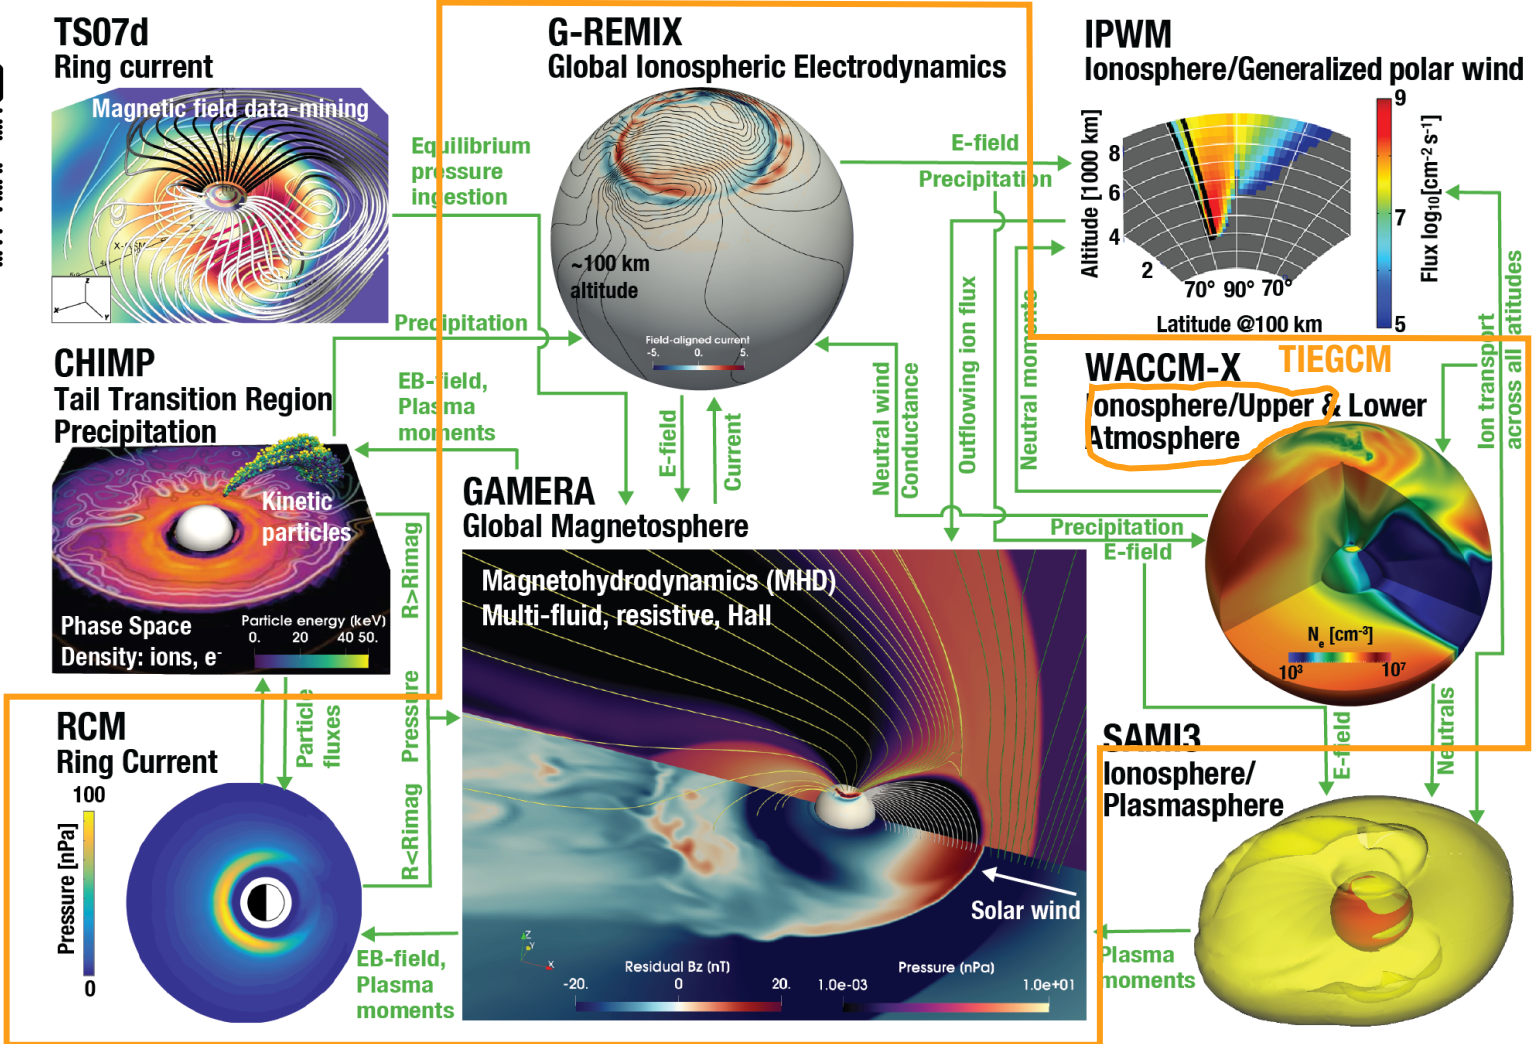 TS07d
Ring current
Magnetic field data-mining
X
Y
Z
Equilibrium
pressure
ingestion
G-REMIX
Global Ionospheric Electrodynamics
~100 km
altitude
Field-aligned current
-5. 0. 5.
E-field
Precipitation
IPWM
Ionosphere/Generalized polar wind
Altitude [1000 km]
8
6
4
2
70° 90° 70°
Latitude @100 km
9
7
5
Flux log10[cm-2 s-1]
Precipitation
CHIMP
Tail Transition Region
Precipitation
Kinetic
particles
Phase Space
Density: ions, e-
Particle energy (keV)
0. 20 40 50.
EB-field,
Plasma
moments
E-field
Current
Neutral wind
Conductance
Outflowing ion flux
Neutral moments
WACCM-X
TIEGCM
Ionosphere/Upper & Lower
Atmosphere
Ion transport
across all latitudes
Precipitation
E-field
Ne [cm-3]
10³ 10⁷
GAMERA
Global Magnetosphere
Magnetohydrodynamics (MHD)
Multi-fluid, resistive, Hall
Solar wind
Z
Y
X
Residual Bz (nT)
-20. 0 20.
Pressure (nPa)
1.0e-03 1.0e+01
R>Rimag
Pressure
R<Rimag
Particle
fluxes
RCM
Ring Current
100
Pressure [nPa]
0
EB-field,
Plasma
moments
E-field
Neutrals
SAMI3
Ionosphere/
Plasmasphere
Plasma
moments